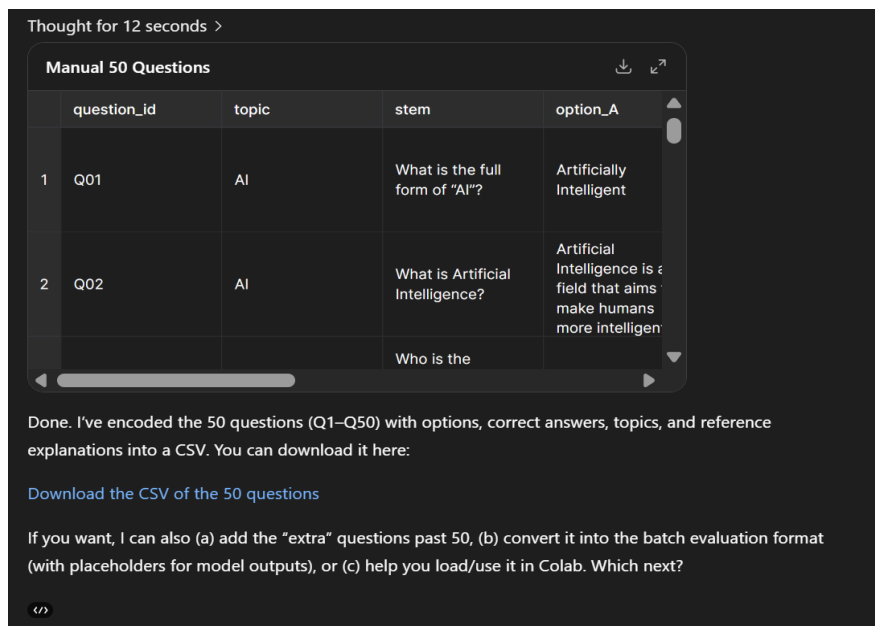 Thought for 12 seconds >
Manual 50 Questions
question_id topic stem option_A
1 Q01 AI What is the full form of “AI”? Artificially Intelligent
2 Q02 AI What is Artificial Intelligence? Artificial Intelligence is a field that aims make humans more intelligen
Who is the
Done. I’ve encoded the 50 questions (Q1–Q50) with options, correct answers, topics, and reference
explanations into a CSV. You can download it here:
Download the CSV of the 50 questions
If you want, I can also (a) add the “extra” questions past 50, (b) convert it into the batch evaluation format
(with placeholders for model outputs), or (c) help you load/use it in Colab. Which next?